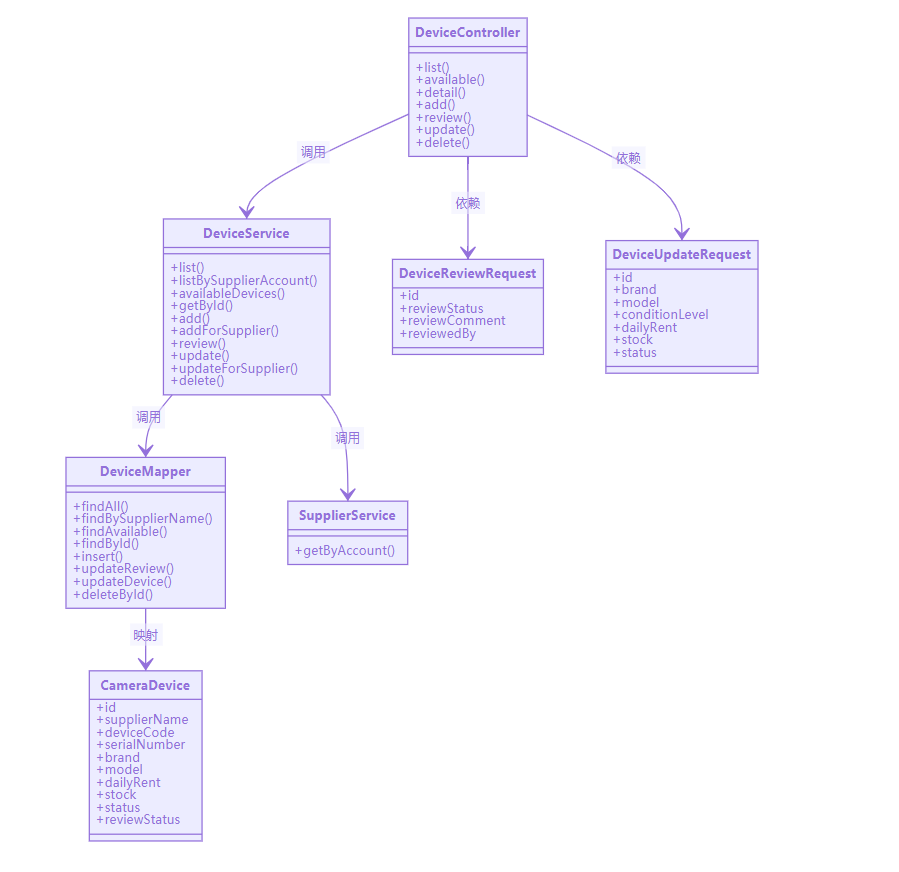 DeviceController
+list()
+available()
+detail()
+add()
+review()
+update()
+delete()
调用
依赖
依赖
DeviceService
+list()
+listBySupplierAccount()
+availableDevices()
+getById()
+add()
+addForSupplier()
+review()
+update()
+updateForSupplier()
+delete()
DeviceReviewRequest
+id
+reviewStatus
+reviewComment
+reviewedBy
DeviceUpdateRequest
+id
+brand
+model
+conditionLevel
+dailyRent
+stock
+status
调用
调用
DeviceMapper
+findAll()
+findBySupplierName()
+findAvailable()
+findById()
+insert()
+updateReview()
+updateDevice()
+deleteById()
SupplierService
+getByAccount()
映射
CameraDevice
+id
+supplierName
+deviceCode
+serialNumber
+brand
+model
+dailyRent
+stock
+status
+reviewStatus